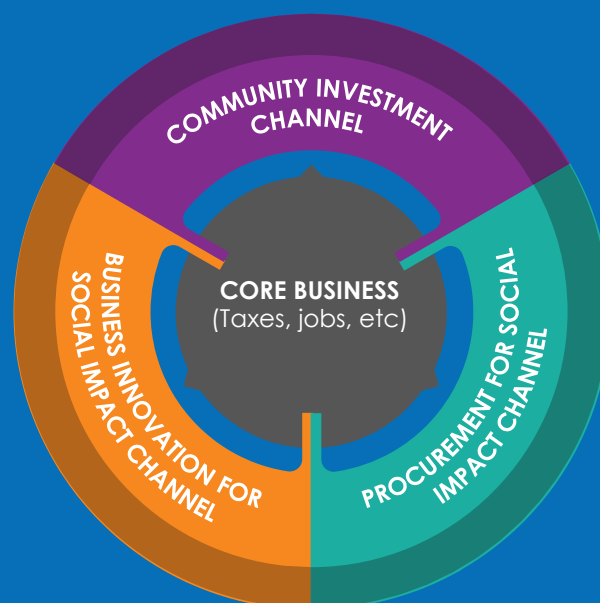 COMMUNITY INVESTMENT
CHANNEL
CORE BUSINESS
(Taxes, jobs, etc)
BUSINESS INNOVATION FOR
SOCIAL IMPACT CHANNEL
PROCUREMENT FOR SOCIAL
IMPACT CHANNEL